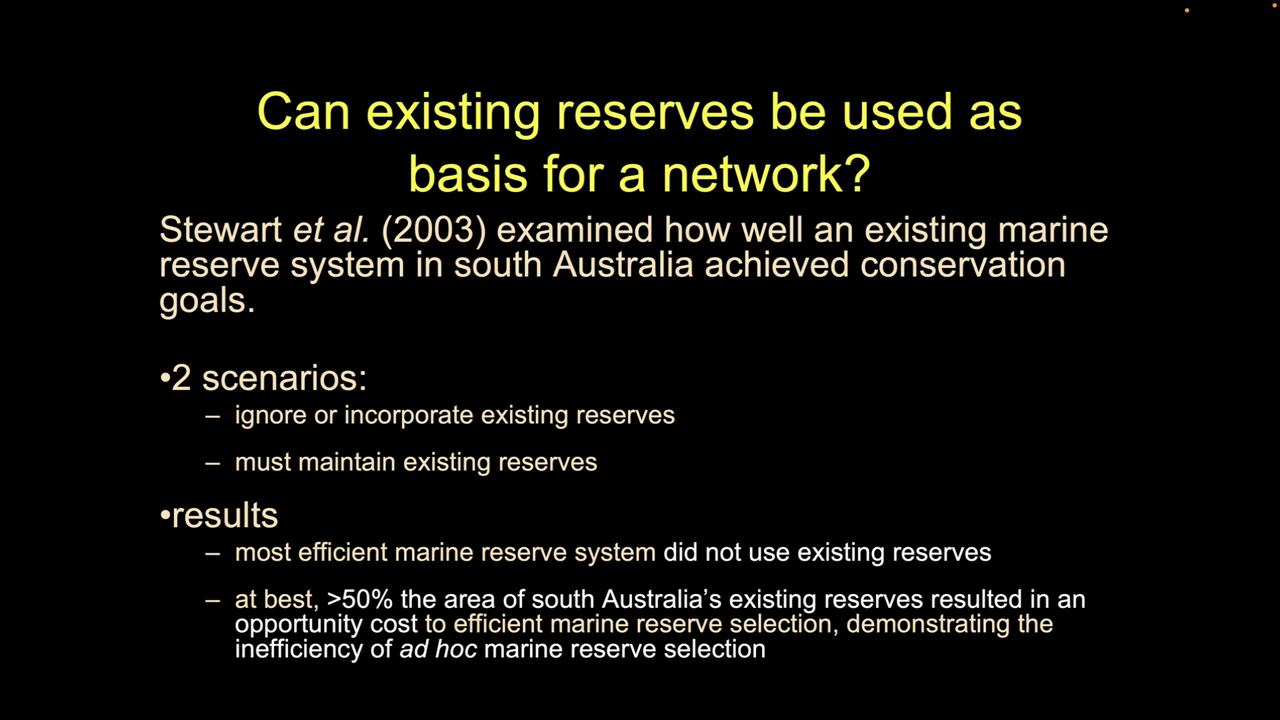 Can existing reserves be used as
basis for a network?
Stewart et al. (2003) examined how well an existing marine
reserve system in south Australia achieved conservation
goals.
•2 scenarios:
– ignore or incorporate existing reserves
– must maintain existing reserves
•results
– most efficient marine reserve system did not use existing reserves
– at best, >50% the area of south Australia’s existing reserves resulted in an
opportunity cost to efficient marine reserve selection, demonstrating the
inefficiency of ad hoc marine reserve selection